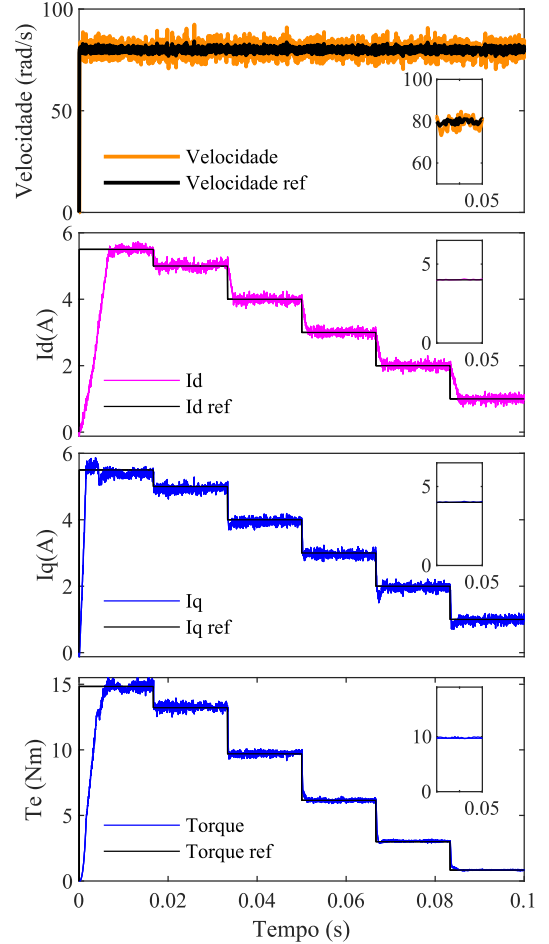 100
50
0
Velocidade (rad/s)
100
80
60
0.05
Velocidade
Velocidade ref
6
4
2
0
Id(A)
5
0
0.05
Id
Id ref
6
4
2
0
Iq(A)
5
0
0.05
Iq
Iq ref
15
10
5
0
Te (Nm)
10
0
0.05
Torque
Torque ref
0
0.02
0.04
0.06
0.08
0.1
Tempo (s)